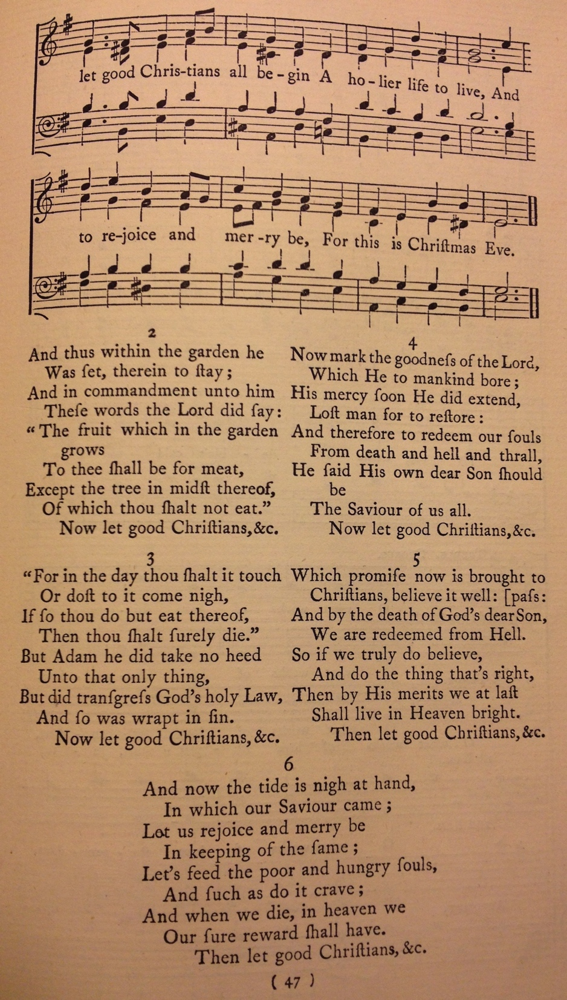 let good Chris-tians all be-gin A ho-lier life to live, And
to re-joice and mer-ry be, For this is Chriſtmas Eve.
2
And thus within the garden he
Was ſet, therein to ſtay;
And in commandment unto him
Theſe words the Lord did ſay:
“The fruit which in the garden
grows
To thee ſhall be for meat,
Except the tree in midſt thereof,
Of which thou ſhalt not eat.”
Now let good Chriſtians, &c.
3
“For in the day thou ſhalt it touch
Or doſt to it come nigh,
If ſo thou do but eat thereof,
Then thou ſhalt ſurely die.”
But Adam he did take no heed
Unto that only thing,
But did tranſgreſs God’s holy Law,
And ſo was wrapt in ſin.
Now let good Chriſtians, &c.
4
Now mark the goodneſs of the Lord,
Which He to mankind bore;
His mercy ſoon He did extend,
Loſt man for to reſtore:
And therefore to redeem our ſouls
From death and hell and thrall,
He ſaid His own dear Son ſhould
be
The Saviour of us all.
Now let good Chriſtians, &c.
5
Which promiſe now is brought to
Chriſtians, believe it well: [paſs:
And by the death of God’s dear Son,
We are redeemed from Hell.
So if we truly do believe,
And do the thing that’s right,
Then by His merits we at laſt
Shall live in Heaven bright.
Then let good Chriſtians, &c.
6
And now the tide is nigh at hand,
In which our Saviour came;
Let us rejoice and merry be
In keeping of the ſame;
Let’s feed the poor and hungry ſouls,
And ſuch as do it crave;
And when we die, in heaven we
Our ſure reward ſhall have.
Then let good Chriſtians, &c.
( 47 )